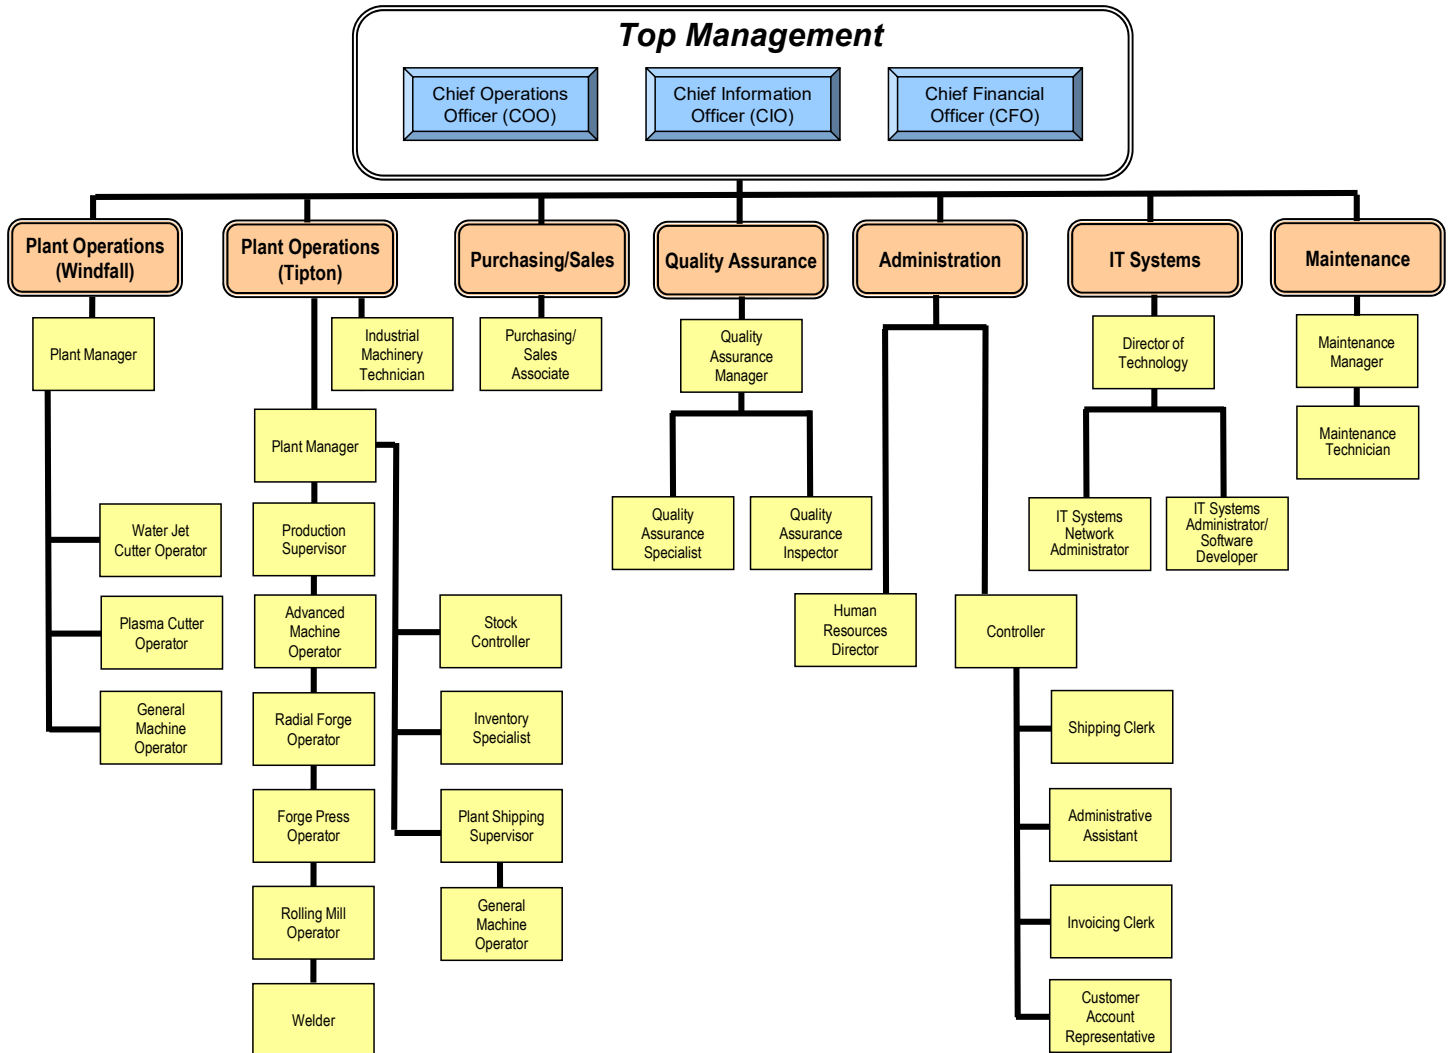 Top Management
Chief Operations
Officer (COO)
Chief Information
Officer (CIO)
Chief Financial
Officer (CFO)
Plant Operations
(Windfall)
Plant Operations
(Tipton)
Purchasing/Sales
Quality Assurance
Administration
IT Systems
Maintenance
Plant Manager
Industrial
Machinery
Technician
Purchasing/
Sales
Associate
Quality
Assurance
Manager
Director of
Technology
Maintenance
Manager
Plant Manager
Maintenance
Technician
Water Jet
Cutter Operator
Production
Supervisor
Quality
Assurance
Specialist
Quality
Assurance
Inspector
IT Systems
Network
Administrator
IT Systems
Administrator/
Software
Developer
Plasma Cutter
Operator
Advanced
Machine
Operator
Stock
Controller
Human
Resources
Director
Controller
General
Machine
Operator
Radial Forge
Operator
Inventory
Specialist
Shipping Clerk
Forge Press
Operator
Plant Shipping
Supervisor
Administrative
Assistant
Rolling Mill
Operator
General
Machine
Operator
Invoicing Clerk
Welder
Customer
Account
Representative